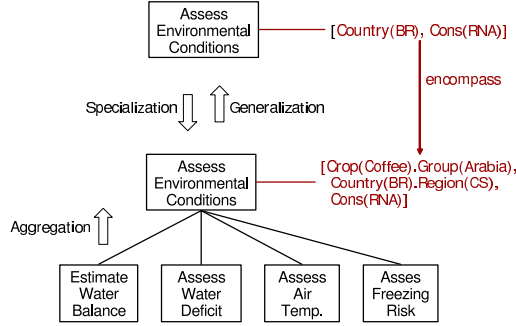 Assess
Environmental
Conditions
[Country(BR), Cons(RNA)]
encompass
Specialization
Generalization
Assess
Environmental
Conditions
[Crop(Coffee).Group(Arabia),
Country(BR).Region(CS),
Cons(RNA)]
Aggregation
Estimate
Water
Balance
Assess
Water
Deficit
Assess
Air
Temp.
Asses
Freezing
Risk